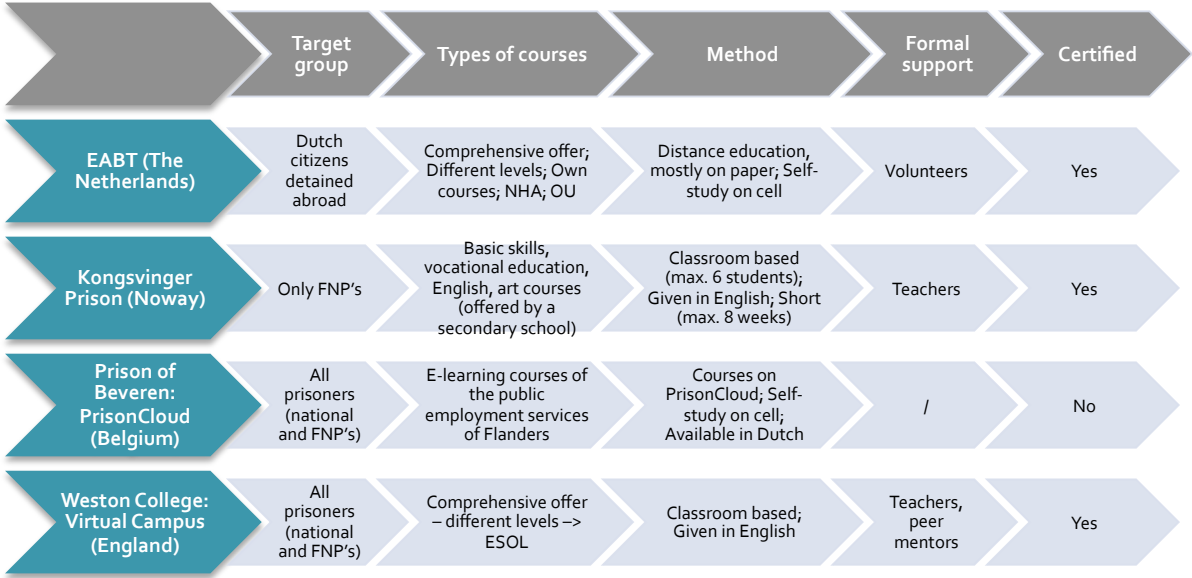 Target
group
Types of courses
Method
Formal
support
Certified
EABT (The
Netherlands)
Dutch
citizens
detained
abroad
Comprehensive offer;
Different levels; Own
courses; NHA; OU
Distance education,
mostly on paper; Self-
study on cell
Volunteers
Yes
Kongsvinger
Prison (Noway)
Only FNP's
Basic skills,
vocational education,
English, art courses
(offered by a
secondary school)
Classroom based
(max. 6 students);
Given in English; Short
(max. 8 weeks)
Teachers
Yes
Prison of
Beveren:
PrisonCloud
(Belgium)
All
prisoners
(national
and FNP's)
E-learning courses of
the public
employment services
of Flanders
Courses on
PrisonCloud; Self-
study on cell;
Available in Dutch
/
No
Weston College:
Virtual Campus
(England)
All
prisoners
(national
and FNP's)
Comprehensive offer
– different levels –>
ESOL
Classroom based;
Given in English
Teachers,
peer
mentors
Yes